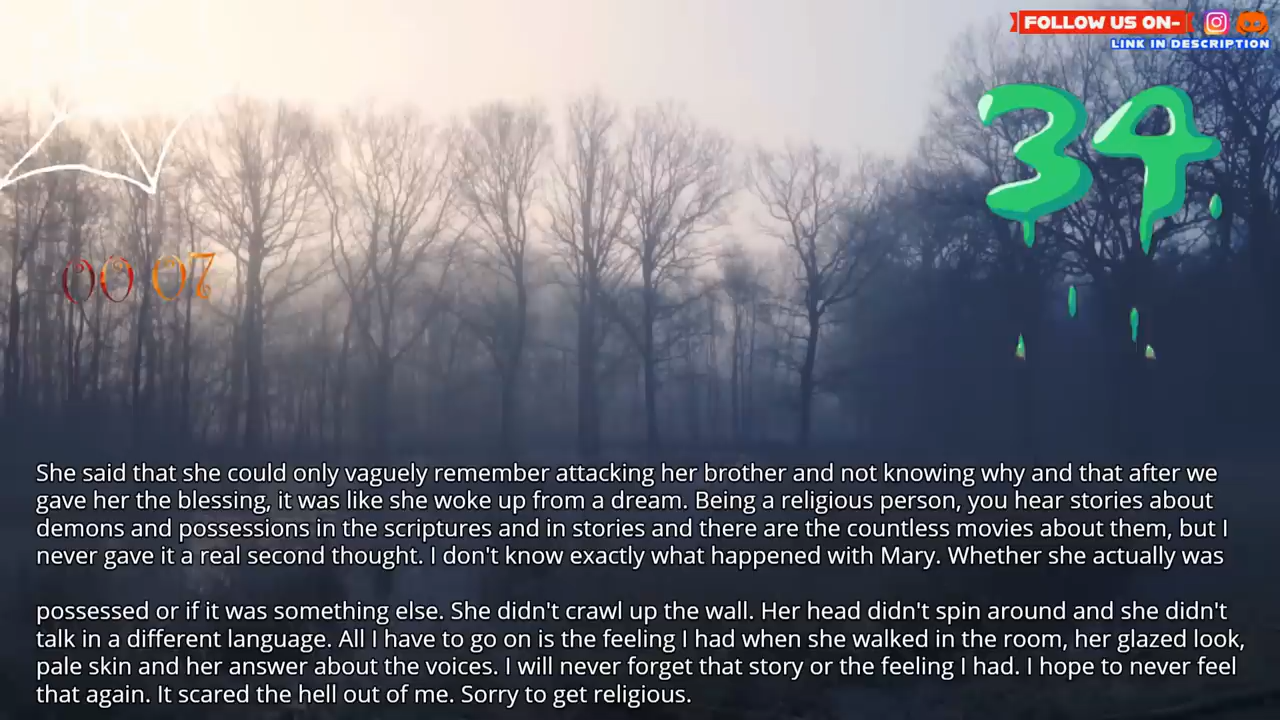 FOLLOW US ON-
LINK IN DESCRIPTION
34
00 07
She said that she could only vaguely remember attacking her brother and not knowing why and that after we
gave her the blessing, it was like she woke up from a dream. Being a religious person, you hear stories about
demons and possessions in the scriptures and in stories and there are the countless movies about them, but I
never gave it a real second thought. I don't know exactly what happened with Mary. Whether she actually was
possessed or if it was something else. She didn't crawl up the wall. Her head didn't spin around and she didn't
talk in a different language. All I have to go on is the feeling I had when she walked in the room, her glazed look,
pale skin and her answer about the voices. I will never forget that story or the feeling I had. I hope to never feel
that again. It scared the hell out of me. Sorry to get religious.